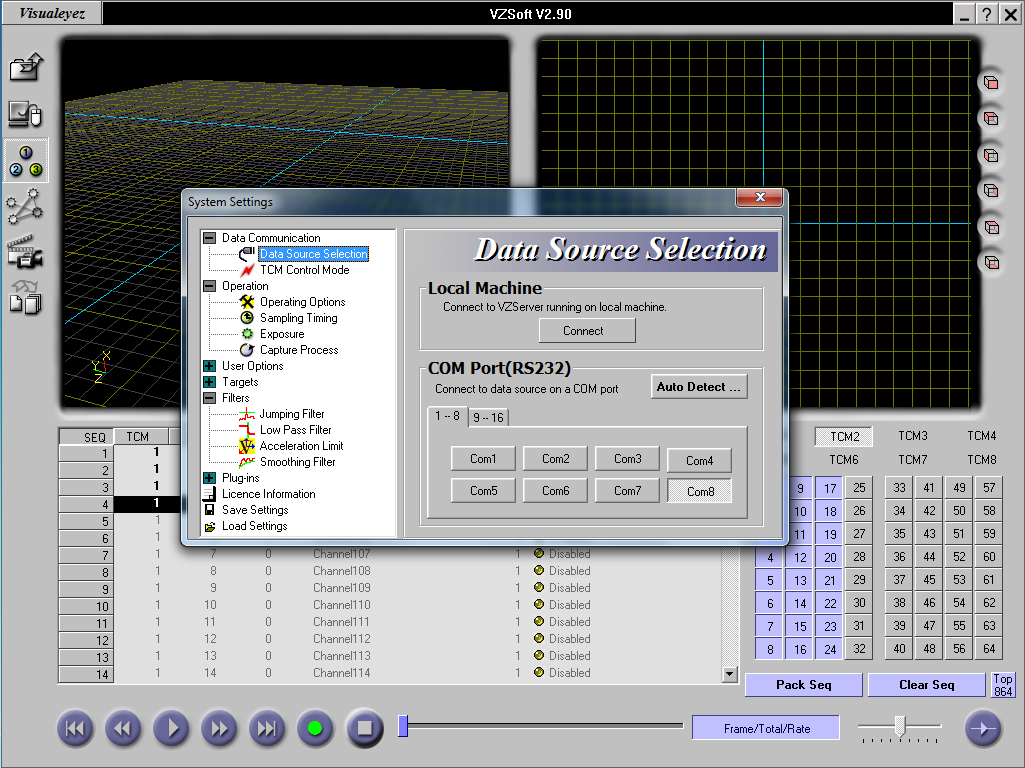 Visualeyez
VZSoft V2.90
System Settings
Data Communication
Data Source Selection
TCM Control Mode
Operation
Operating Options
Sampling Timing
Exposure
Capture Process
User Options
Targets
Filters
Jumping Filter
Low Pass Filter
Acceleration Limit
Smoothing Filter
Plug-ins
Licence Information
Save Settings
Load Settings
Data Source Selection
Local Machine
Connect to VZServer running on local machine.
Connect
COM Port(RS232)
Connect to data source on a COM port
Auto Detect ...
1 -- 8 9 -- 16
Com1 Com2 Com3 Com4
Com5 Com6 Com7 Com8
X
Y
Z
SEQ TCM
1 1
2 1
3 1
4 1
5 1
6 1
7 1 7 0 Channel107 1 Disabled
8 1 8 0 Channel108 1 Disabled
9 1 9 0 Channel109 1 Disabled
10 1 10 0 Channel110 1 Disabled
11 1 11 0 Channel111 1 Disabled
12 1 12 0 Channel112 1 Disabled
13 1 13 0 Channel113 1 Disabled
14 1 14 0 Channel114 1 Disabled
TCM2 TCM3 TCM4
TCM6 TCM7 TCM8
9 17 25 33 41 49 57
10 18 26 34 42 50 58
11 19 27 35 43 51 59
4 12 20 28 36 44 52 60
5 13 21 29 37 45 53 61
6 14 22 30 38 46 54 62
7 15 23 31 39 47 55 63
8 16 24 32 40 48 56 64
Pack Seq Clear Seq Top 864
Frame/Total/Rate